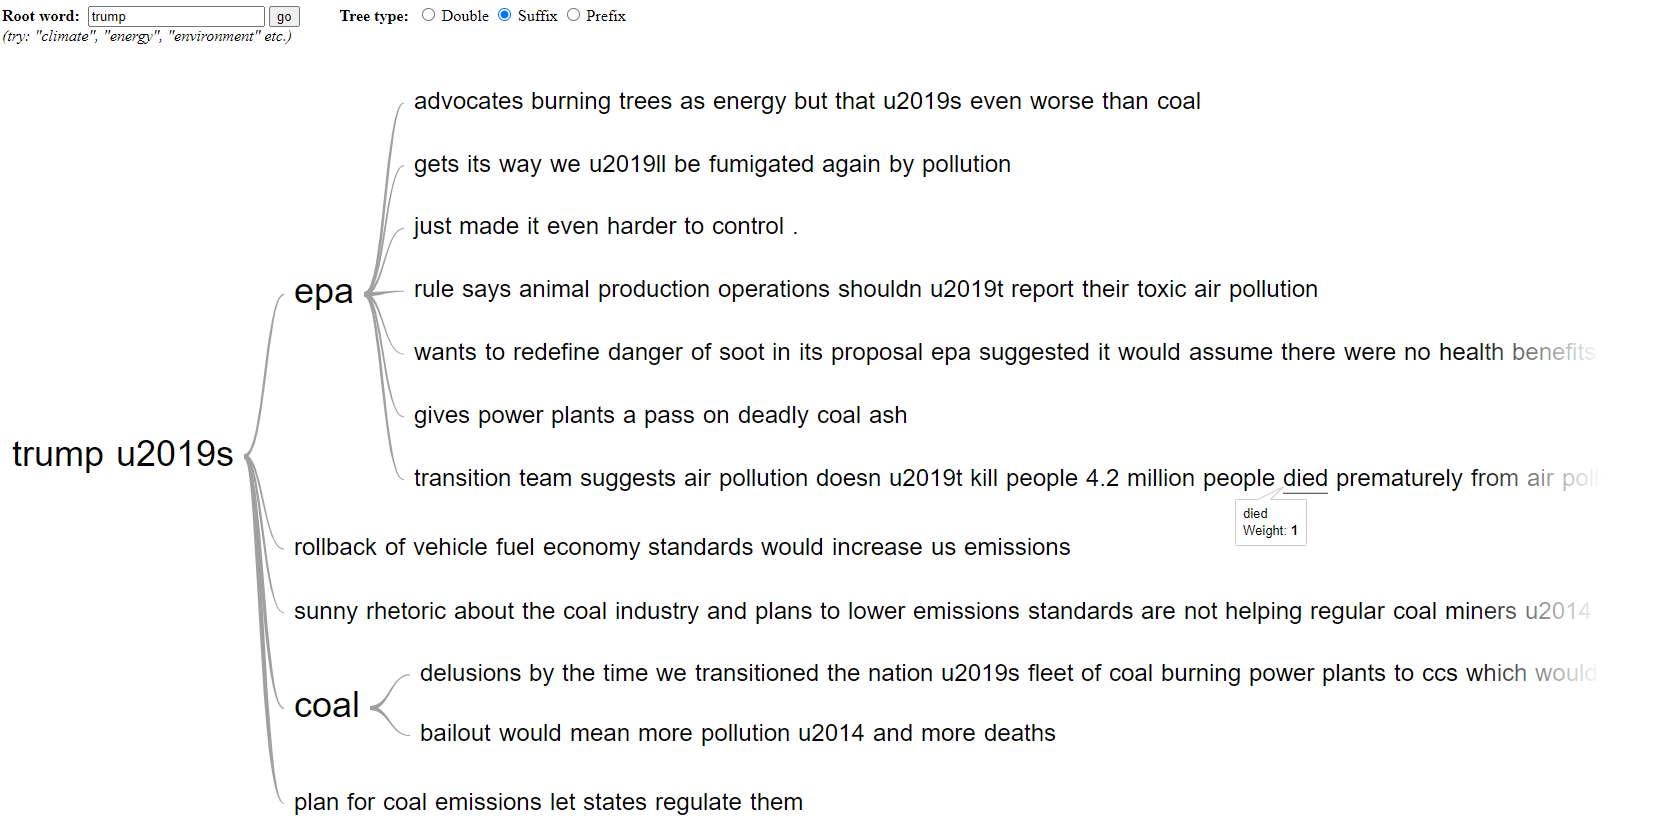 Root word: trump go Tree type: Double Suffix Prefix
(try: "climate", "energy", "environment" etc.)
advocates burning trees as energy but that u2019s even worse than coal
gets its way we u2019ll be fumigated again by pollution
just made it even harder to control .
epa
rule says animal production operations shouldn u2019t report their toxic air pollution
wants to redefine danger of soot in its proposal epa suggested it would assume there were no health benefits
gives power plants a pass on deadly coal ash
trump u2019s
transition team suggests air pollution doesn u2019t kill people 4.2 million people died prematurely from air poll
died
Weight: 1
rollback of vehicle fuel economy standards would increase us emissions
sunny rhetoric about the coal industry and plans to lower emissions standards are not helping regular coal miners u2014
delusions by the time we transitioned the nation u2019s fleet of coal burning power plants to ccs which would
coal
bailout would mean more pollution u2014 and more deaths
plan for coal emissions let states regulate them